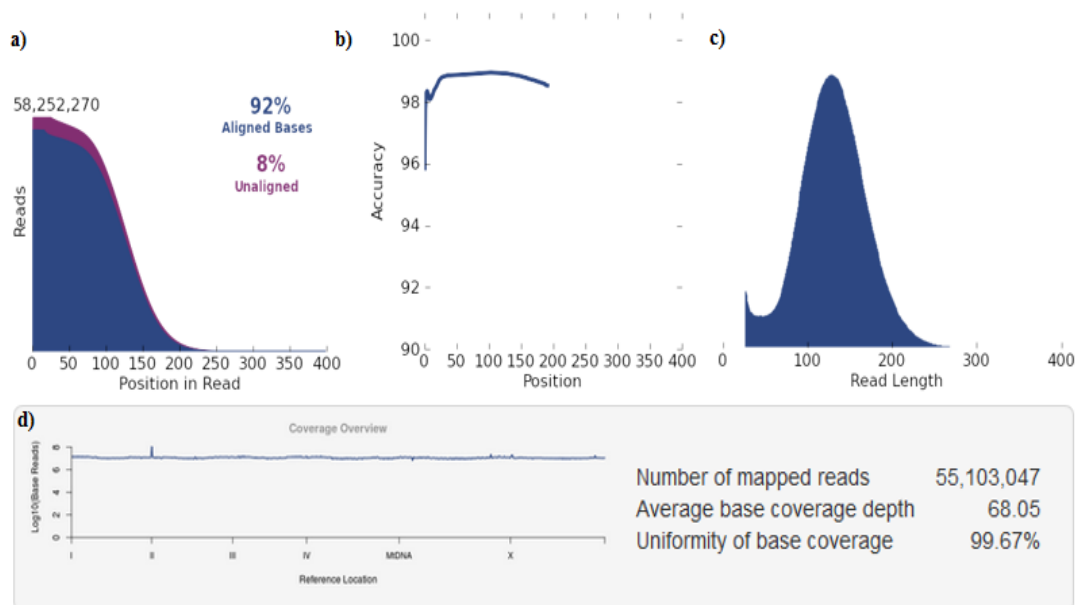 a)
58,252,270
92%
Aligned Bases
8%
Unaligned
Reads
0 50 100 150 200 250 300 350 400
Position in Read
b)
100
98
96
94
92
90
Accuracy
0 50 100 150 200 250 300 350 400
Position
c)
0 100 200 300 400
Read Length
d)
Coverage Overview
Log10(Base Reads)
8
6
4
2
0
I II III IV MtDNA X
Reference Location
Number of mapped reads 55,103,047
Average base coverage depth 68.05
Uniformity of base coverage 99.67%